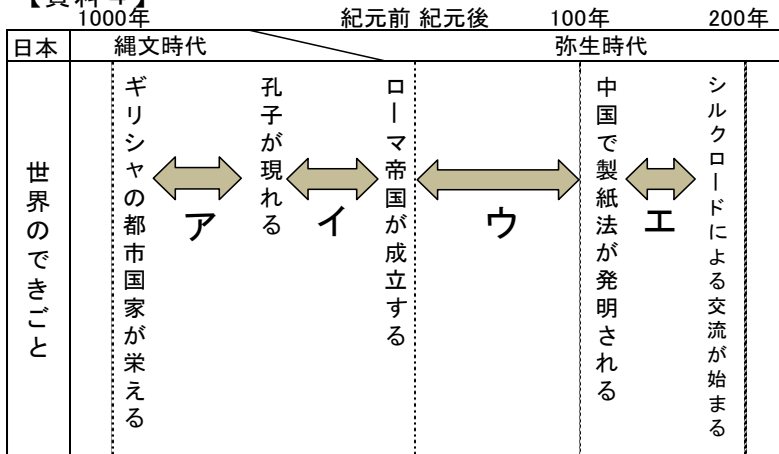 【資料４】
1000年 紀元前 紀元後 100年 200年
日本 縄文時代 弥生時代
世界のできごと
ギリシャの都市国家が栄える
ア
孔子が現れる
イ
ローマ帝国が成立する
ウ
中国で製紙法が発明される
エ
シルクロードによる交流が始まる